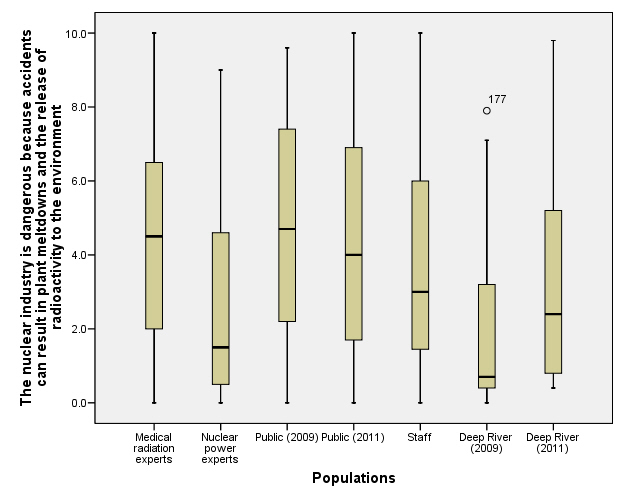 The nuclear industry is dangerous because accidents
can result in plant meltdowns and the release of
radioactivity to the environment
10.0
8.0
6.0
4.0
2.0
0.0
177
Medical
radiation
experts
Nuclear
power
experts
Public (2009)
Public (2011)
Staff
Deep River
(2009)
Deep River
(2011)
Populations